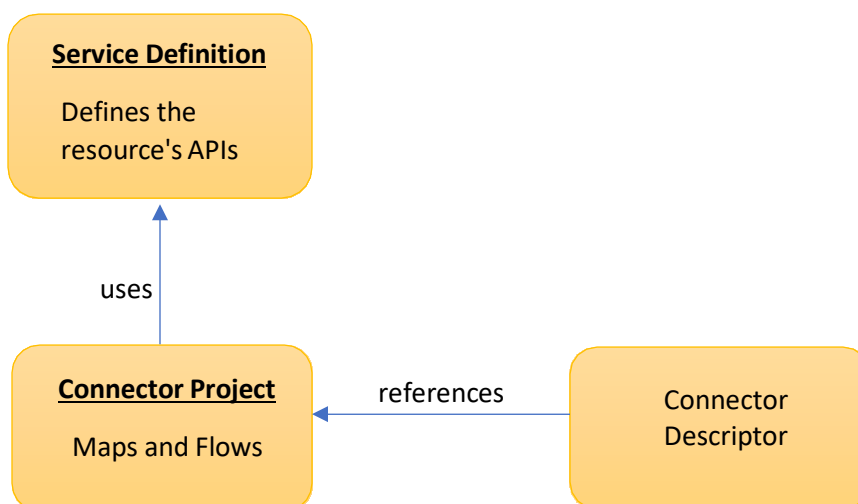 Service Definition
Defines the
resource's APIs
uses
Connector Project
Maps and Flows
references
Connector
Descriptor